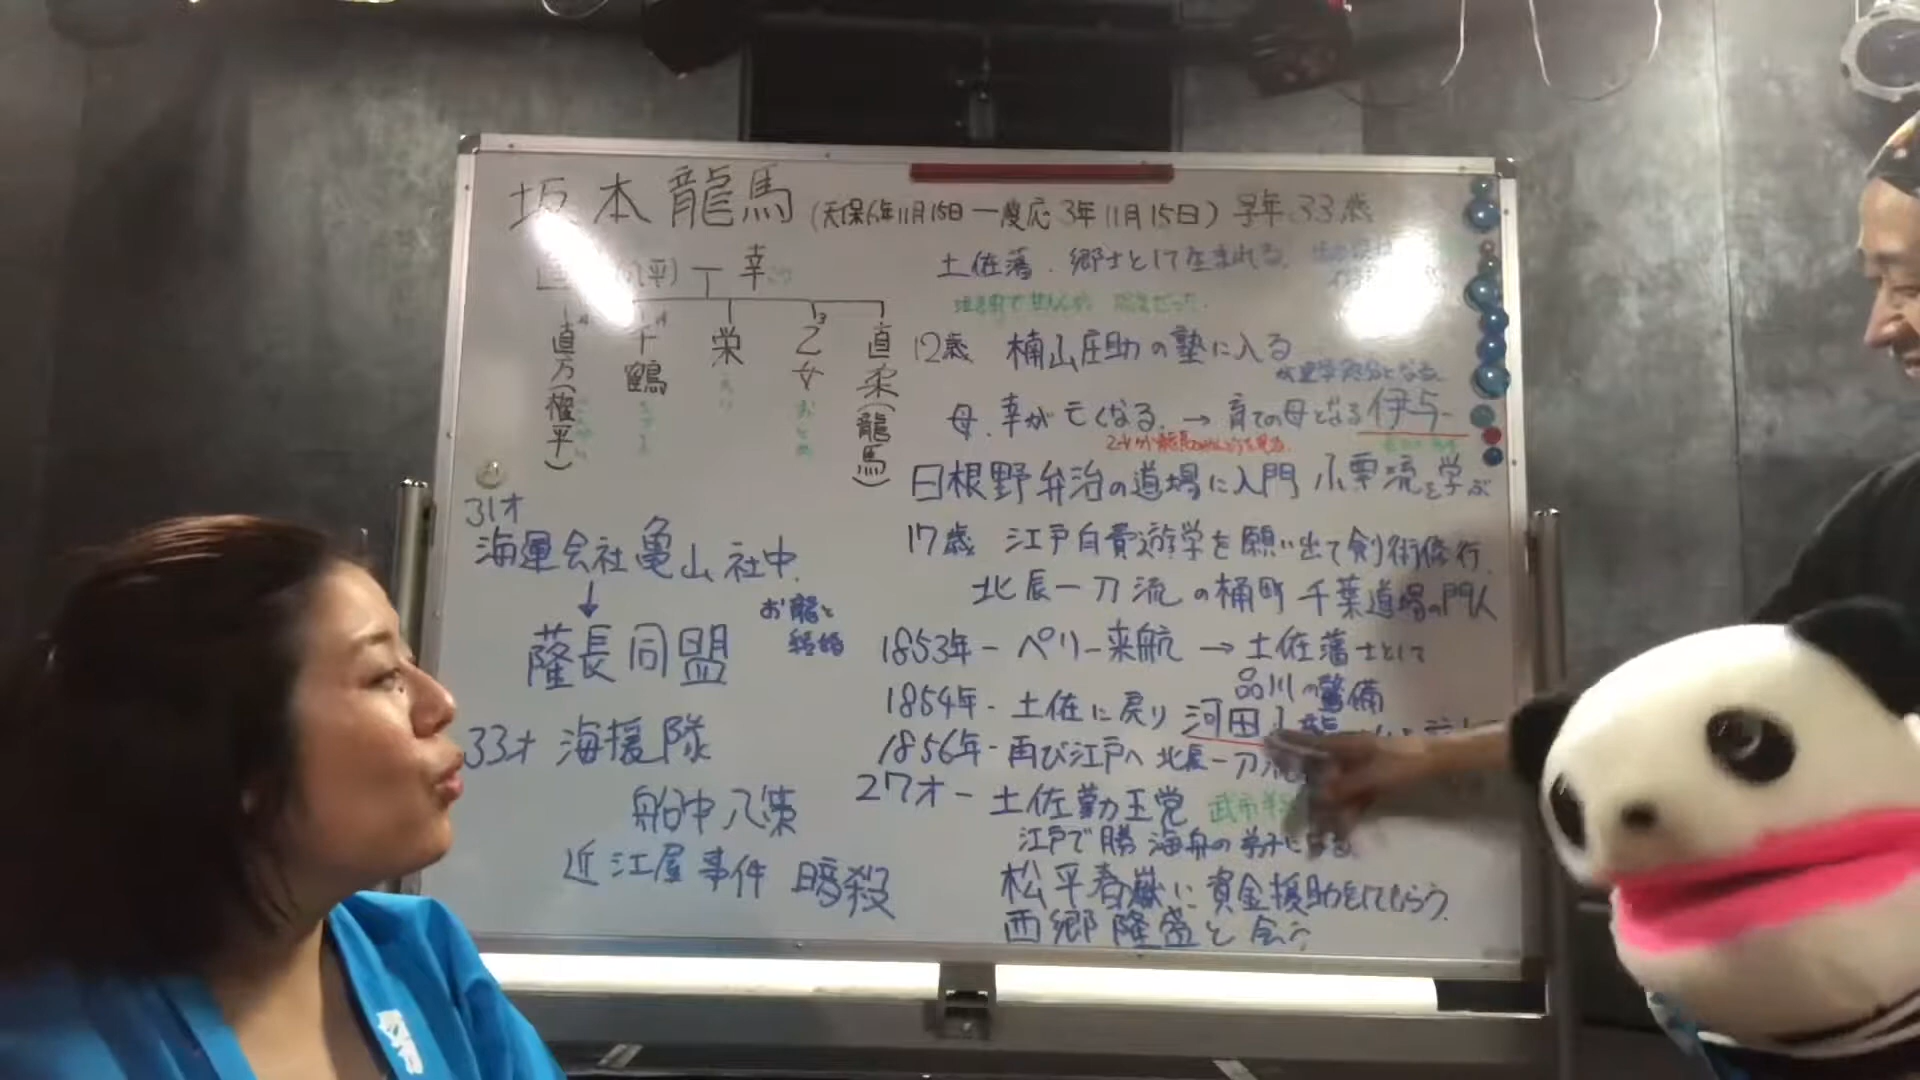 坂本龍馬 (天保6年11月15日ー慶応3年11月15日) 享年33歳
幸
直方(権平)
千鶴
栄
乙女
直柔(龍馬)
土佐藩、郷士として生まれる。
12歳 楠山庄助の塾に入る
母、幸が亡くなる。→ 育ての母となる伊与
日根野弁治の道場に入門 小栗流を学ぶ
17歳 江戸自費遊学を願い出て剣術修行。
北辰一刀流の桶町千葉道場の門人
1853年ー ペリー来航 → 土佐藩士として
品川の警備
1854年- 土佐に戻り 河田小龍
1856年- 再び江戸へ 北辰一刀流
27才ー 土佐勤王党
江戸で勝海舟の弟子になる
松平春嶽に資金援助をしてもらう。
西郷隆盛と会う
31才
海運会社亀山社中。
↓
薩長同盟
お龍と
結婚
33才 海援隊
船中八策
近江屋事件 暗殺